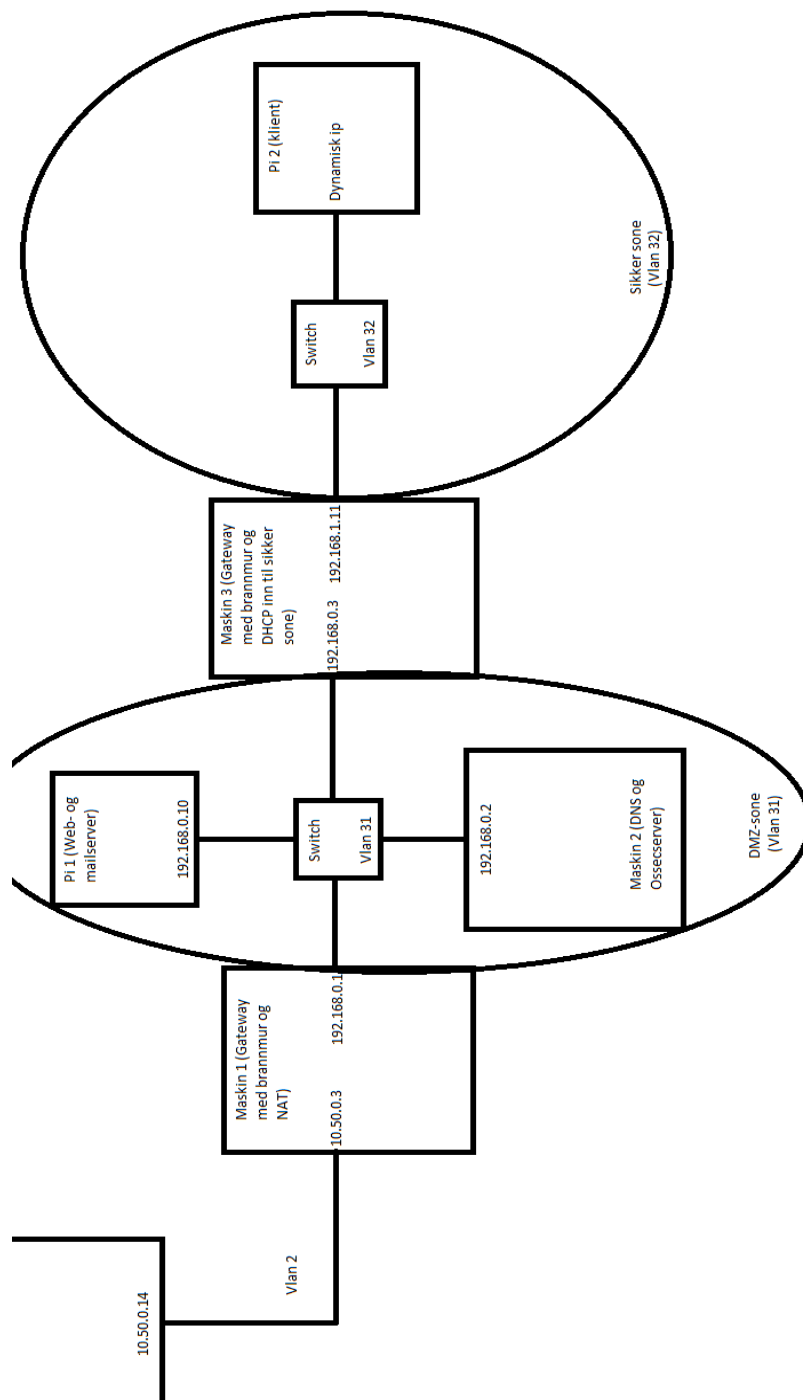 10.50.0.14
Vlan 2
Maskin 1 (Gateway
med brannmur og
NAT)
10.50.0.3
192.168.0.1
Pi 1 (Web- og
mailserver)
192.168.0.10
Switch
Vlan 31
192.168.0.2
Maskin 2 (DNS og
Ossecserver)
DMZ-sone
(Vlan 31)
Maskin 3 (Gateway
med brannmur og
DHCP inn til sikker
sone)
192.168.0.3
192.168.1.11
Switch
Vlan 32
Pi 2 (klient)
Dynamisk ip
Sikker sone
(Vlan 32)